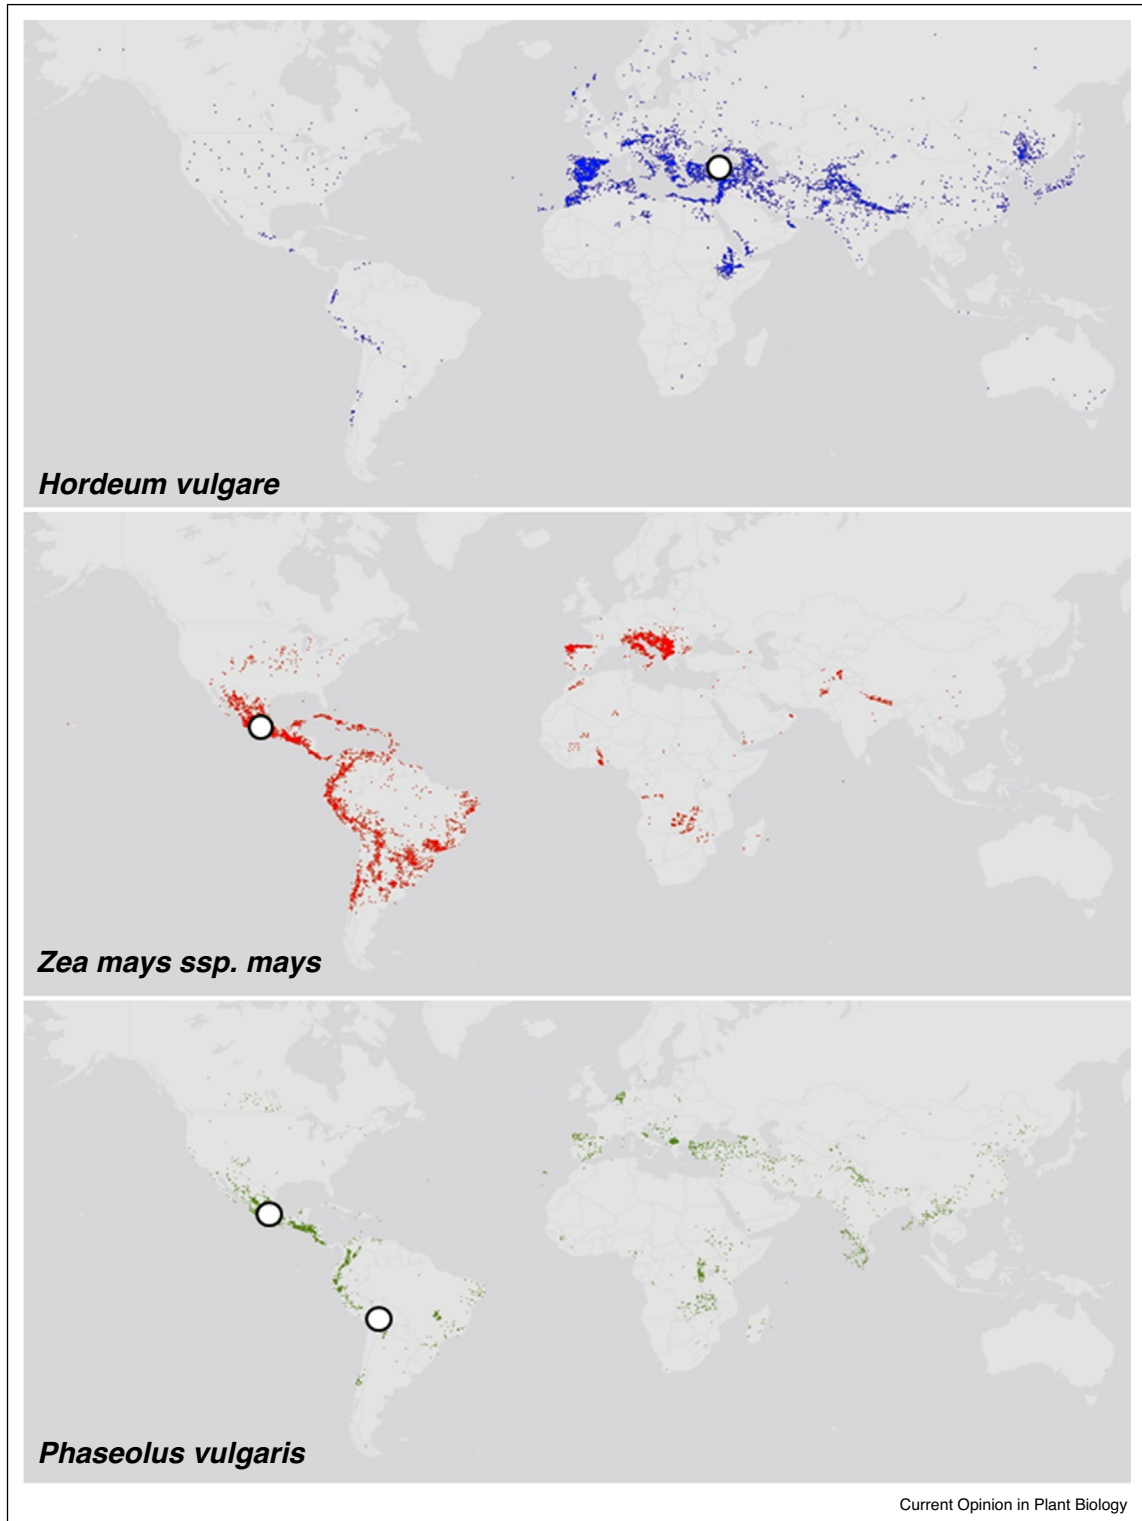 Hordeum vulgare
Zea mays ssp. mays
Phaseolus vulgaris
Current Opinion in Plant Biology